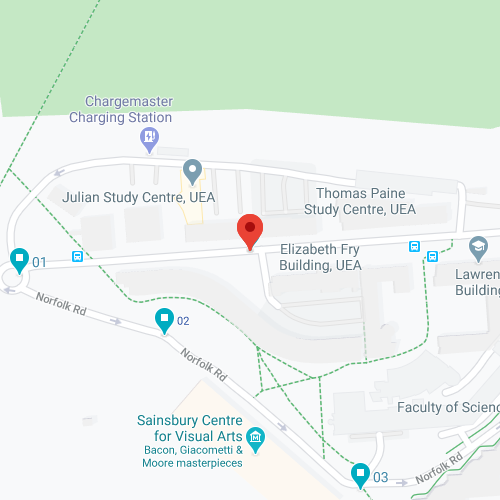 Chargemaster
Charging Station
Julian Study Centre, UEA
Thomas Paine
Study Centre, UEA
Elizabeth Fry
Building, UEA
01
Lawren
Building
Norfolk Rd
02
Norfolk Rd
Faculty of Scienc
Sainsbury Centre
for Visual Arts
Bacon, Giacometti &
Moore masterpieces
03
Norfolk Rd